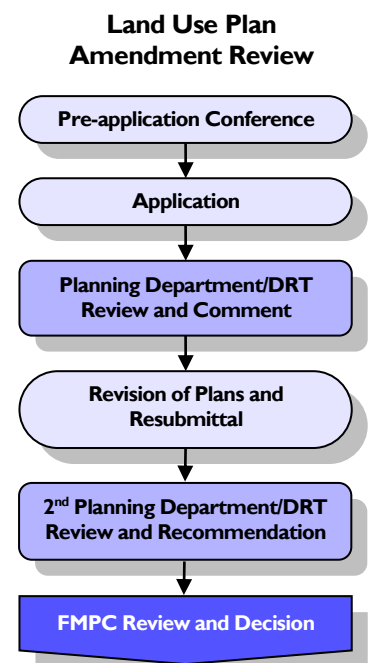 Land Use Plan
Amendment Review
Pre-application Conference
Application
Planning Department/DRT
Review and Comment
Revision of Plans and
Resubmittal
2nd Planning Department/DRT
Review and Recommendation
FMPC Review and Decision